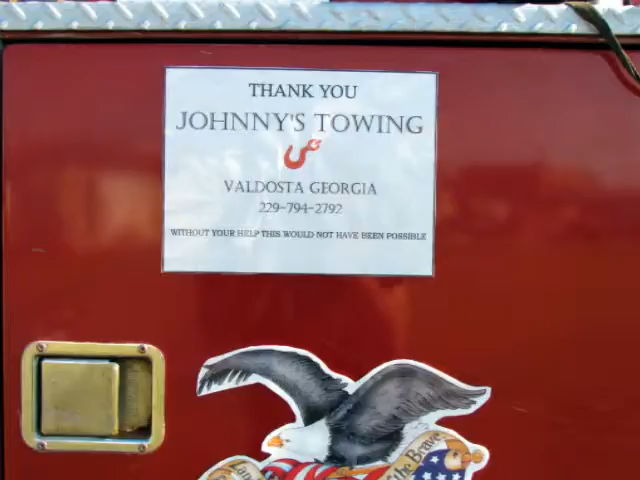 THANK YOU
JOHNNY'S TOWING
VALDOSTA GEORGIA
229-794-2792
WITHOUT YOUR HELP THIS WOULD NOT HAVE BEEN POSSIBLE
the Brave